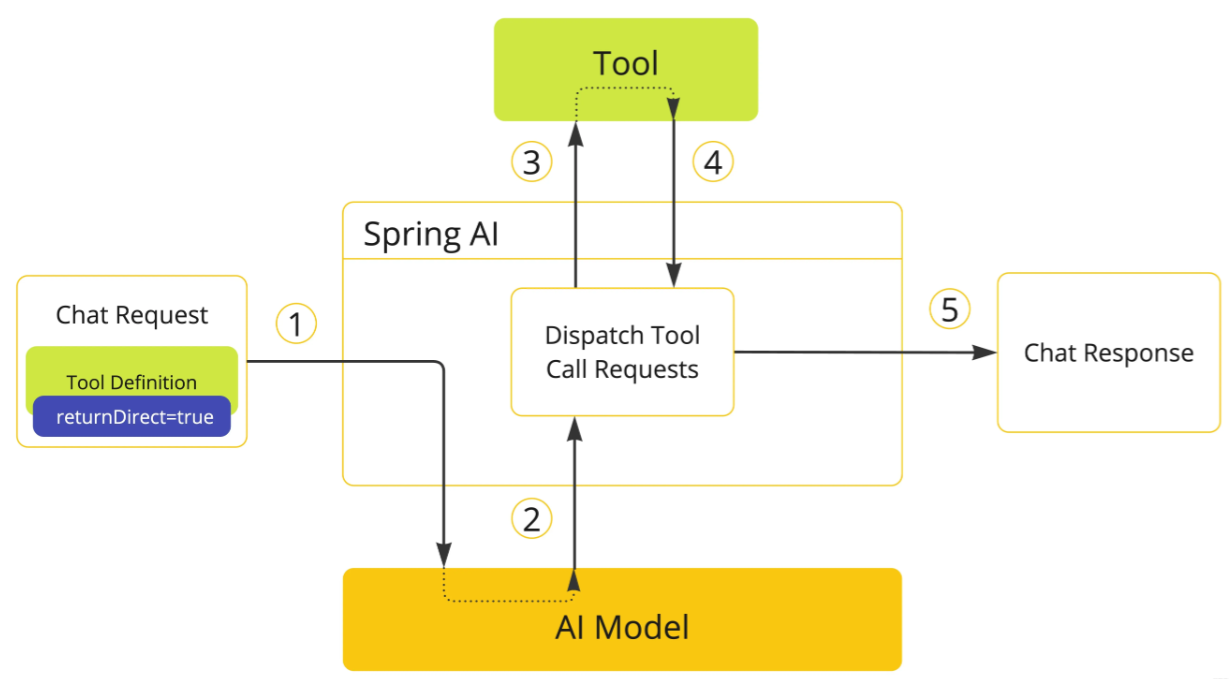 Tool
3
4
Spring AI
Chat Request
1
Tool Definition
returnDirect=true
Dispatch Tool
Call Requests
5
Chat Response
2
AI Model